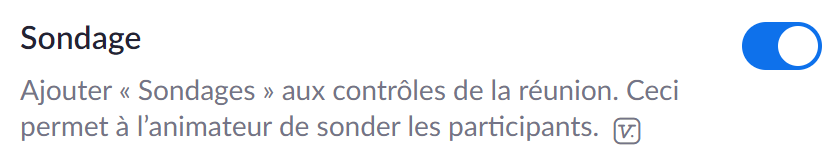 Sondage
Ajouter « Sondages » aux contrôles de la réunion. Ceci
permet à l’animateur de sonder les participants. V.